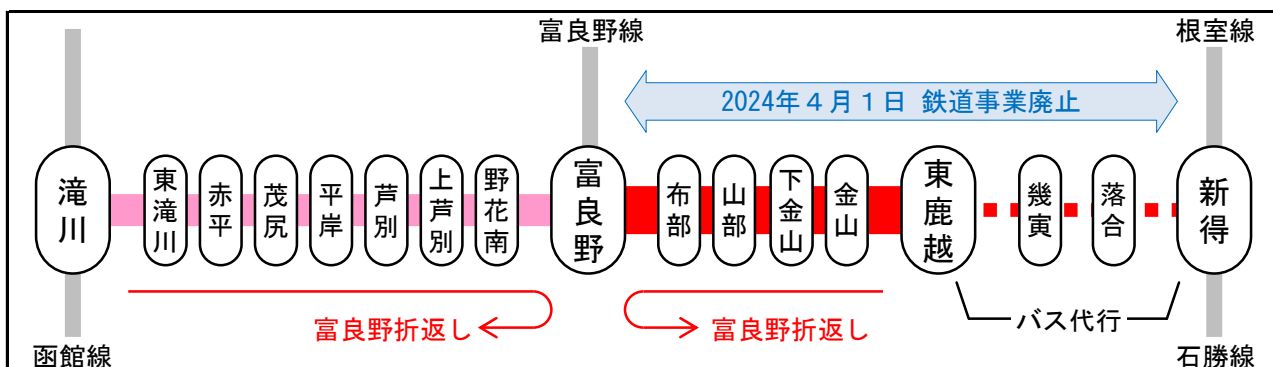 富良野線
根室線
2024年４月１日 鉄道事業廃止
滝川
東滝川
赤平
茂尻
平岸
芦別
上芦別
野花南
富良野
布部
山部
下金山
金山
東鹿越
幾寅
落合
新得
富良野折返し
富良野折返し
バス代行
函館線
石勝線